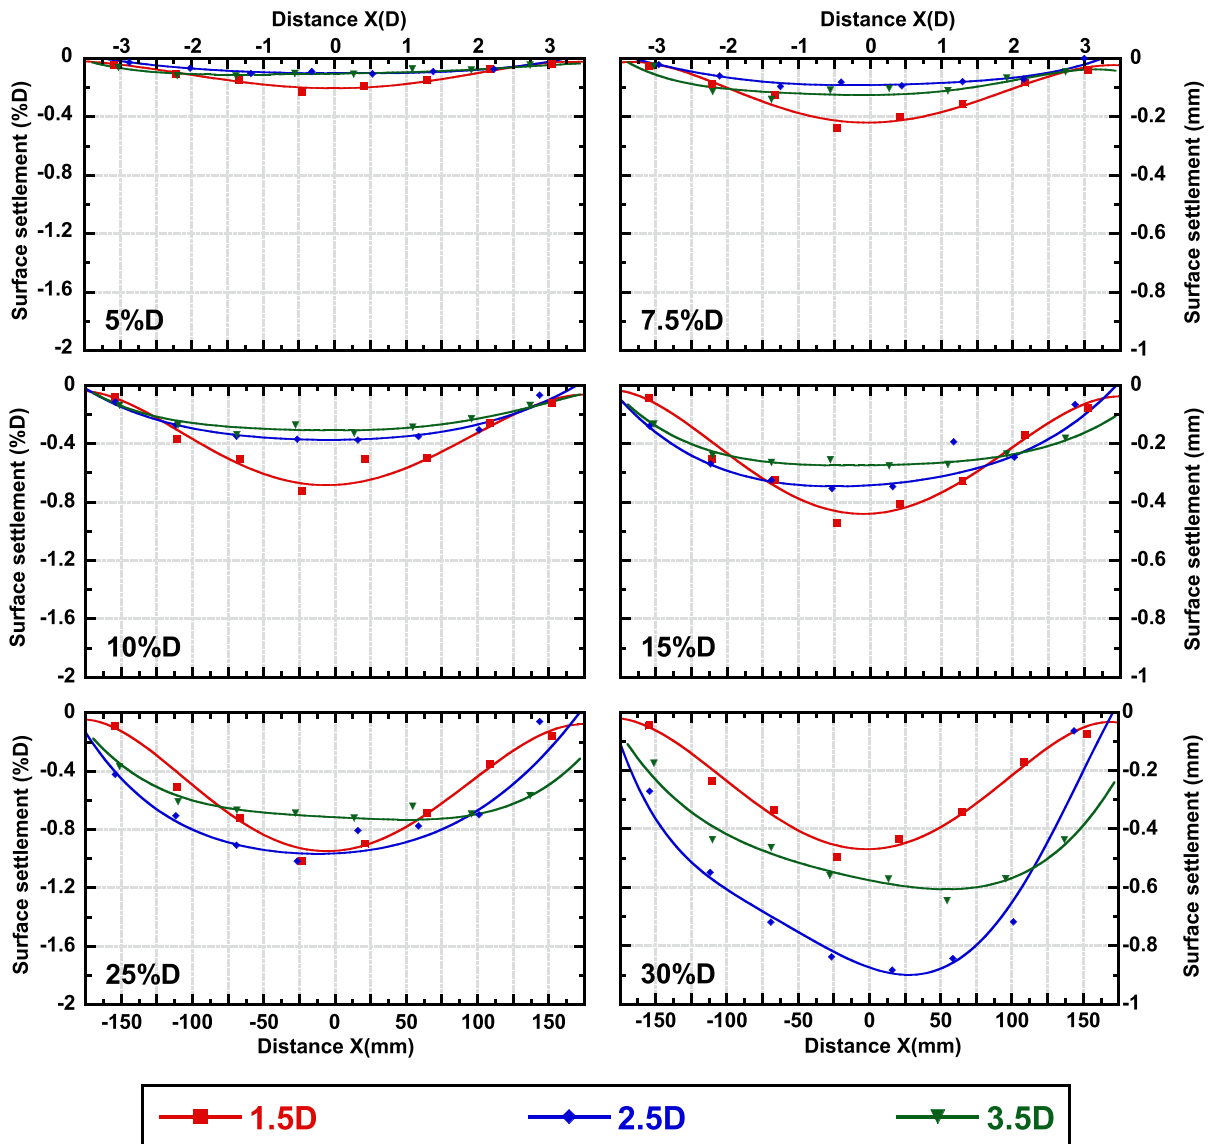 Distance X(D)
Distance X(D)
-3 -2 -1 0 1 2 3
-3 -2 -1 0 1 2 3
Surface settlement (%D)
0
-0.4
-0.8
-1.2
-1.6
-2
5%D
7.5%D
0
-0.2
-0.4
-0.6
-0.8
-1
Surface settlement (mm)
Surface settlement (%D)
0
-0.4
-0.8
-1.2
-1.6
-2
10%D
15%D
0
-0.2
-0.4
-0.6
-0.8
-1
Surface settlement (mm)
Surface settlement (%D)
0
-0.4
-0.8
-1.2
-1.6
-2
25%D
30%D
0
-0.2
-0.4
-0.6
-0.8
-1
Surface settlement (mm)
-150 -100 -50 0 50 100 150
-150 -100 -50 0 50 100 150
Distance X(mm)
Distance X(mm)
1.5D 2.5D 3.5D